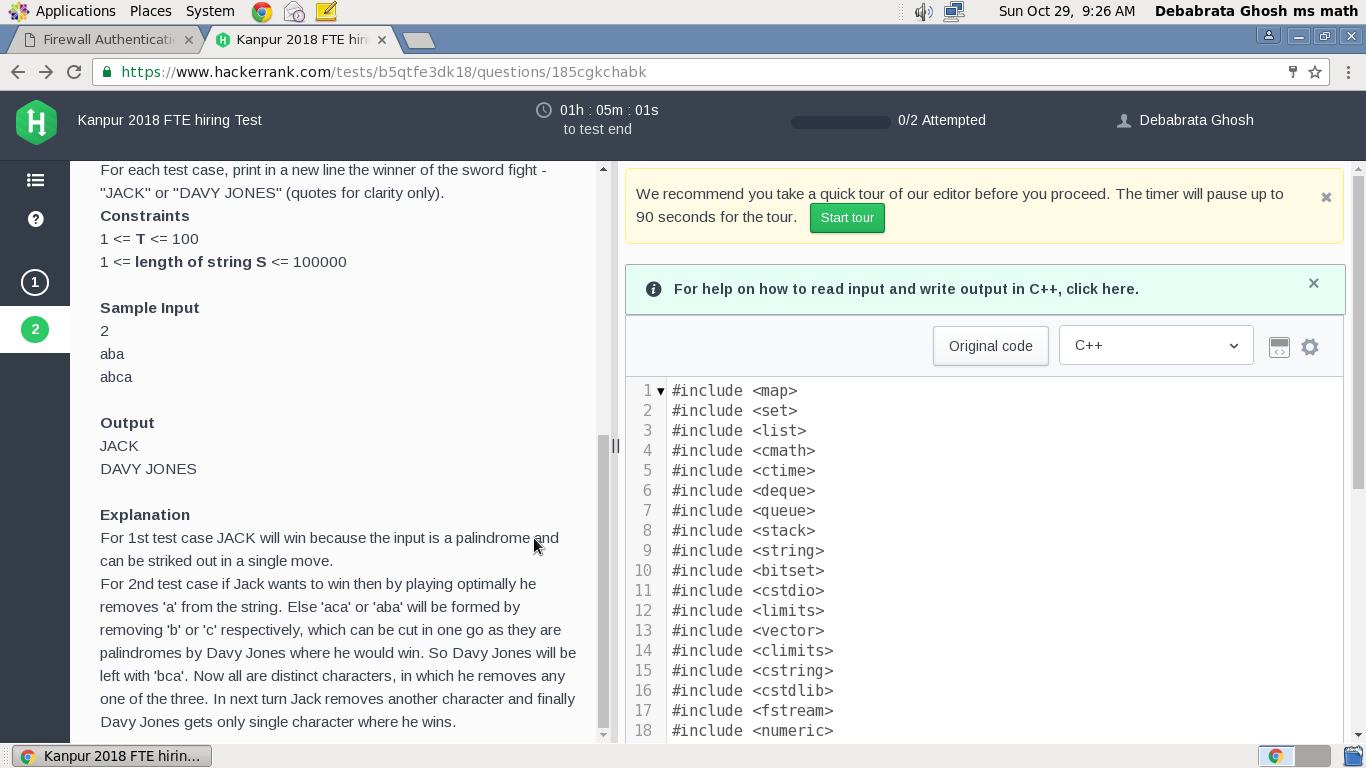 Applications Places System Sun Oct 29, 9:26 AM Debabrata Ghosh ms math
Firewall Authenticati × Kanpur 2018 FTE hiri ×
https://www.hackerrank.com/tests/b5qtfe3dk18/questions/185cgkchabk
H Kanpur 2018 FTE hiring Test 01h : 05m : 01s
to test end
0/2 Attempted Debabrata Ghosh
?
1
2
For each test case, print in a new line the winner of the sword fight -
"JACK" or "DAVY JONES" (quotes for clarity only).
Constraints
1 <= T <= 100
1 <= length of string S <= 100000
Sample Input
2
aba
abca
Output
JACK
DAVY JONES
Explanation
For 1st test case JACK will win because the input is a palindrome and
can be striked out in a single move.
For 2nd test case if Jack wants to win then by playing optimally he
removes 'a' from the string. Else 'aca' or 'aba' will be formed by
removing 'b' or 'c' respectively, which can be cut in one go as they are
palindromes by Davy Jones where he would win. So Davy Jones will be
left with 'bca'. Now all are distinct characters, in which he removes any
one of the three. In next turn Jack removes another character and finally
Davy Jones gets only single character where he wins.
We recommend you take a quick tour of our editor before you proceed. The timer will pause up to
90 seconds for the tour. Start tour
For help on how to read input and write output in C++, click here.
Original code C++
1 #include <map>
2 #include <set>
3 #include <list>
4 #include <cmath>
5 #include <ctime>
6 #include <deque>
7 #include <queue>
8 #include <stack>
9 #include <string>
10 #include <bitset>
11 #include <cstdio>
12 #include <limits>
13 #include <vector>
14 #include <climits>
15 #include <cstring>
16 #include <cstdlib>
17 #include <fstream>
18 #include <numeric>
Kanpur 2018 FTE hirin...